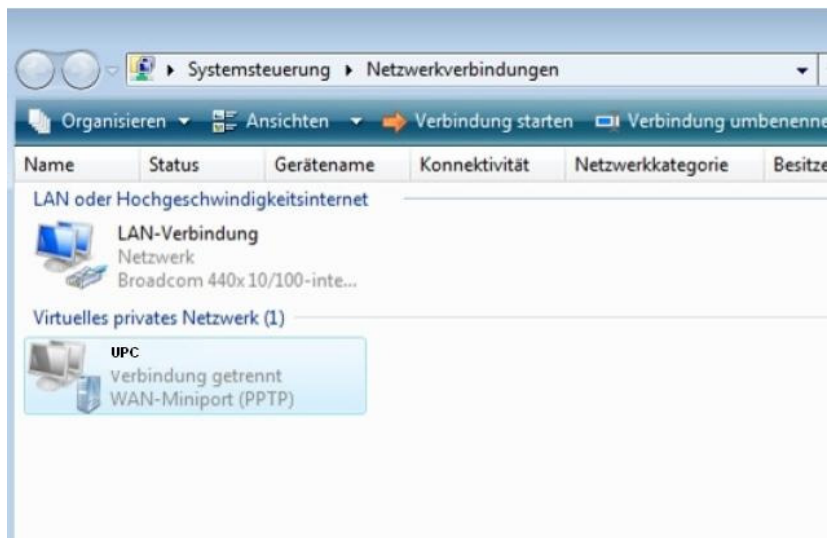 Systemsteuerung Netzwerkverbindungen
Organisieren Ansichten Verbindung starten Verbindung umbenenne
Name Status Gerätename Konnektivität Netzwerkkategorie Besitze
LAN oder Hochgeschwindigkeitsinternet
LAN-Verbindung
Netzwerk
Broadcom 440x 10/100-inte...
Virtuelles privates Netzwerk (1)
UPC
Verbindung getrennt
WAN-Miniport (PPTP)